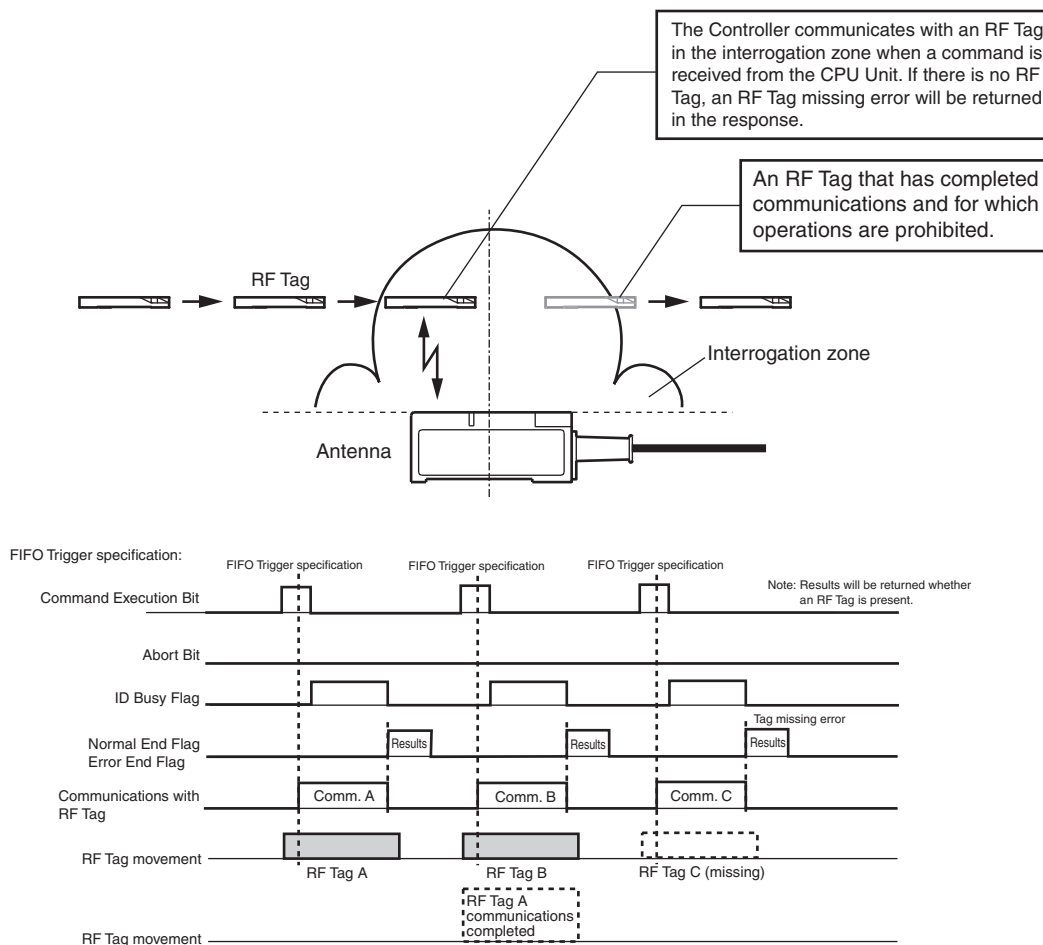 The Controller communicates with an RF Tag
in the interrogation zone when a command is
received from the CPU Unit. If there is no RF
Tag, an RF Tag missing error will be returned
in the response.
An RF Tag that has completed
communications and for which
operations are prohibited.
RF Tag
Interrogation zone
Antenna
FIFO Trigger specification:
FIFO Trigger specification
FIFO Trigger specification
FIFO Trigger specification
Note: Results will be returned whether
an RF Tag is present.
Command Execution Bit
Abort Bit
ID Busy Flag
Tag missing error
Normal End Flag
Error End Flag
Results
Results
Results
Communications with
RF Tag
Comm. A
Comm. B
Comm. C
RF Tag movement
RF Tag A
RF Tag B
RF Tag C (missing)
RF Tag A
communications
completed
RF Tag movement